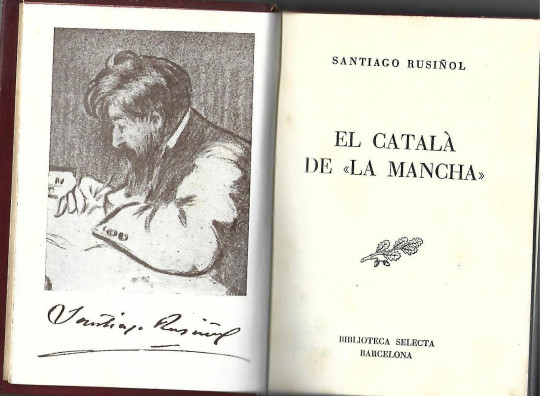 Santiago Rusiñol
SANTIAGO RUSIÑOL
EL CATALÀ
DE «LA MANCHA»
BIBLIOTECA SELECTA
BARCELONA